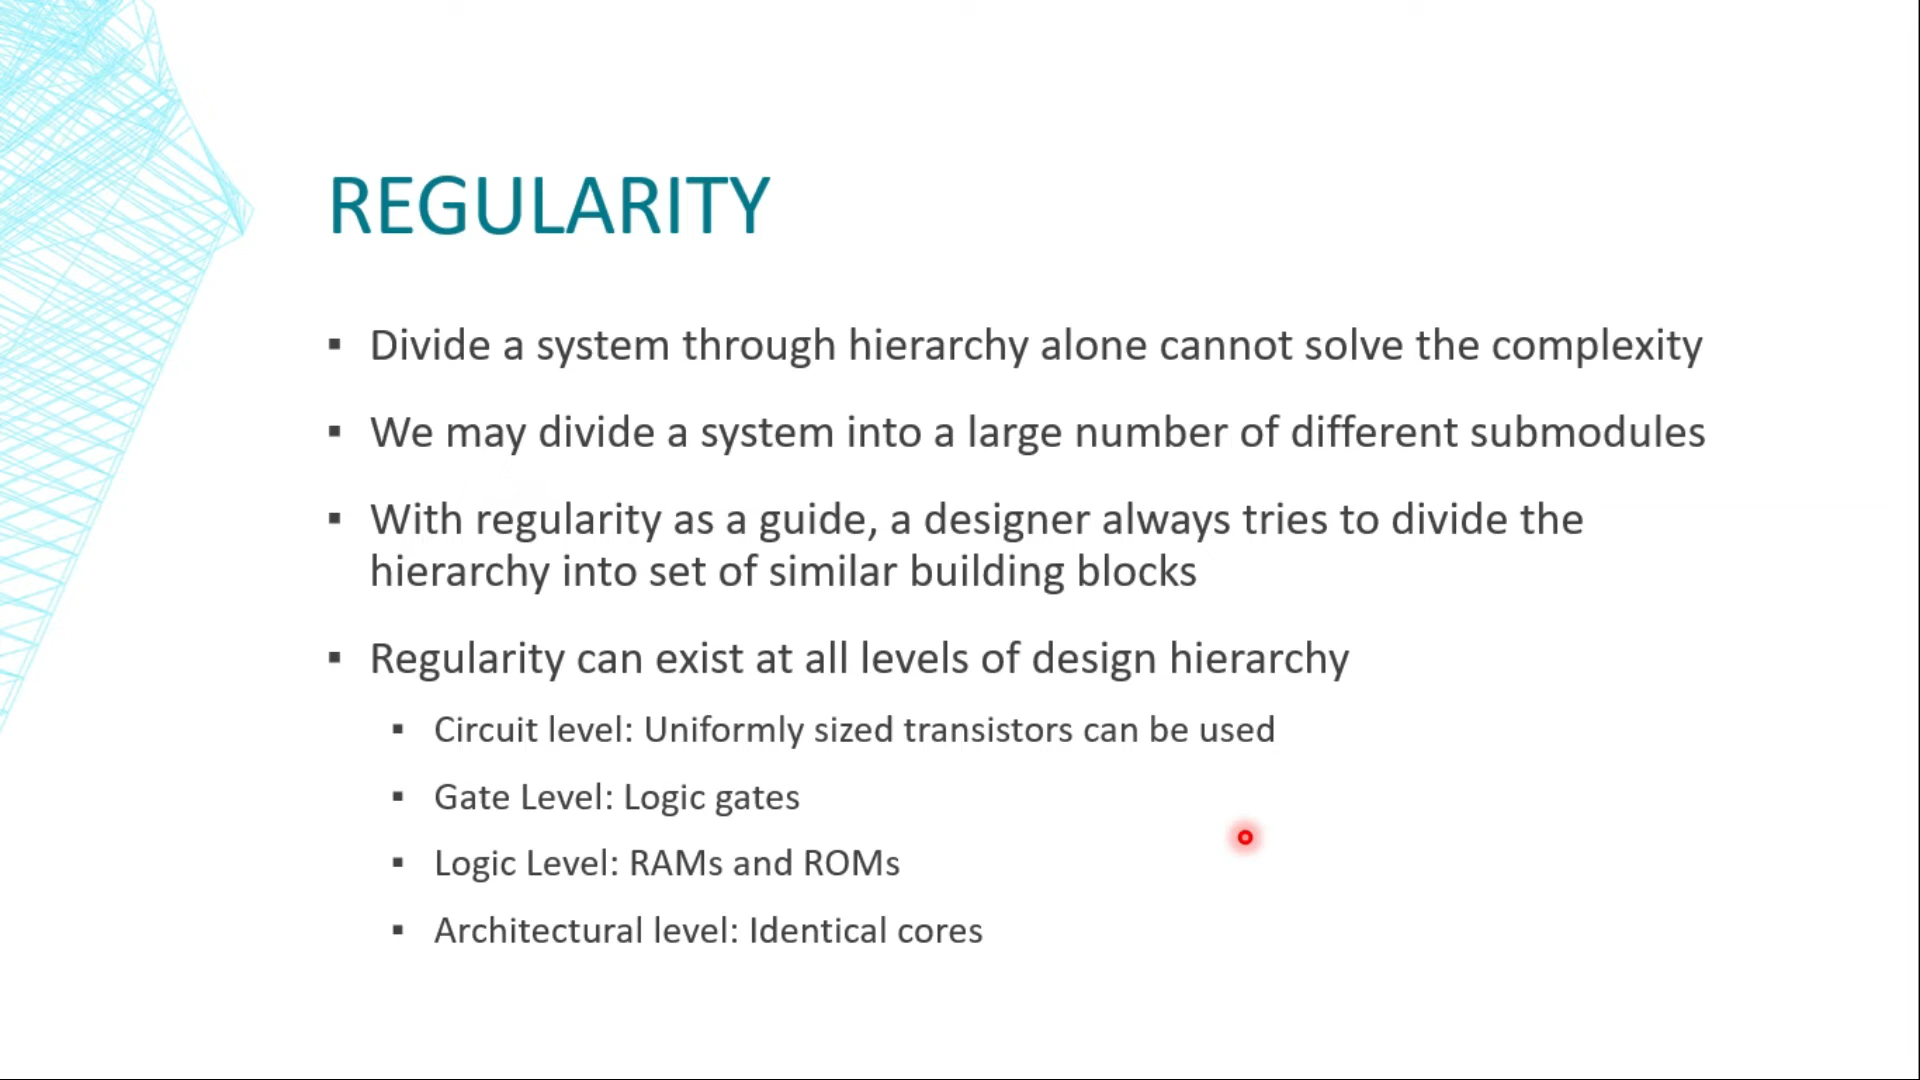 REGULARITY
▪ Divide a system through hierarchy alone cannot solve the complexity
▪ We may divide a system into a large number of different submodules
▪ With regularity as a guide, a designer always tries to divide the
hierarchy into set of similar building blocks
▪ Regularity can exist at all levels of design hierarchy
▪ Circuit level: Uniformly sized transistors can be used
▪ Gate Level: Logic gates
▪ Logic Level: RAMs and ROMs
▪ Architectural level: Identical cores